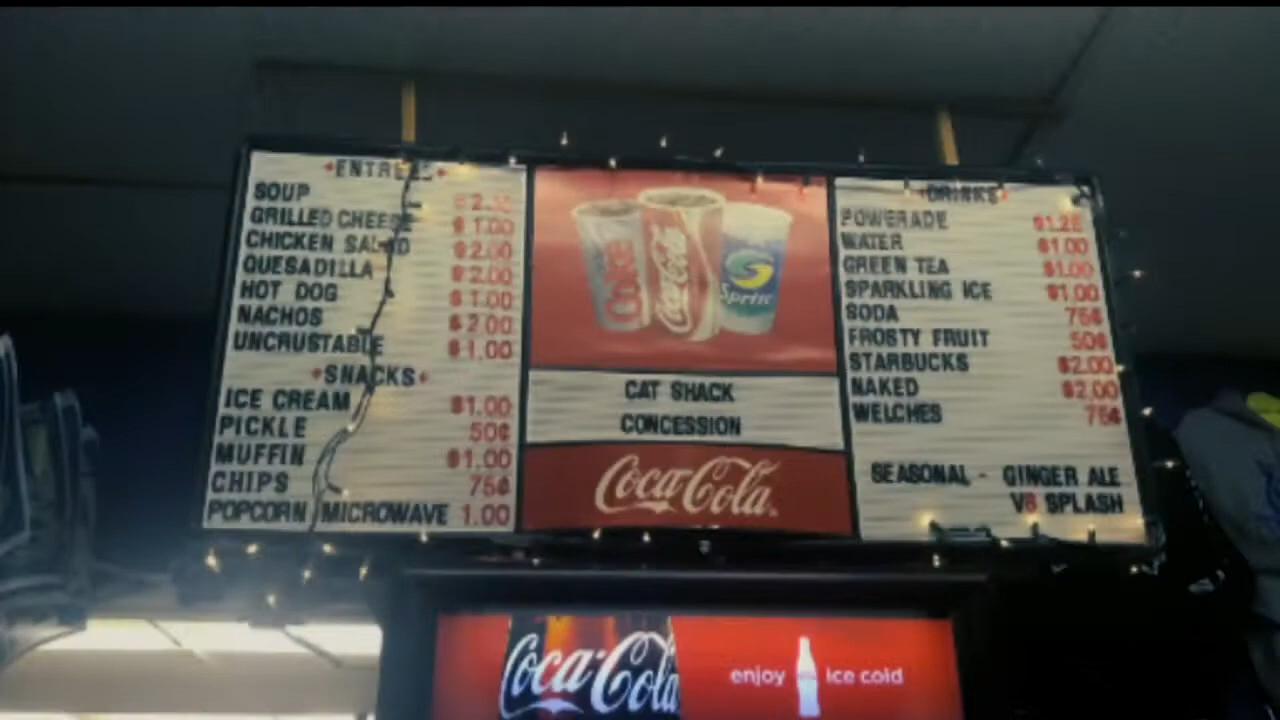 SOUP
GRILLED CHEESE $1.00
CHICKEN SALAD $2.00
QUESADILLA $2.00
HOT DOG $1.00
NACHOS $2.00
UNCRUSTABLE $1.00
SNACKS
ICE CREAM $1.00
PICKLE 50¢
MUFFIN $1.00
CHIPS 75¢
POPCORN MICROWAVE 1.00
Coke
Coca-Cola
Sprite
CAT SHACK
CONCESSION
Coca-Cola
DRINKS
POWERADE $1.25
WATER $1.00
GREEN TEA $1.00
SPARKLING ICE $1.00
SODA 75¢
FROSTY FRUIT 50¢
STARBUCKS $2.00
NAKED $2.00
WELCHES 75¢
SEASONAL - GINGER ALE
V8 SPLASH
Coca-Cola
enjoy ice cold